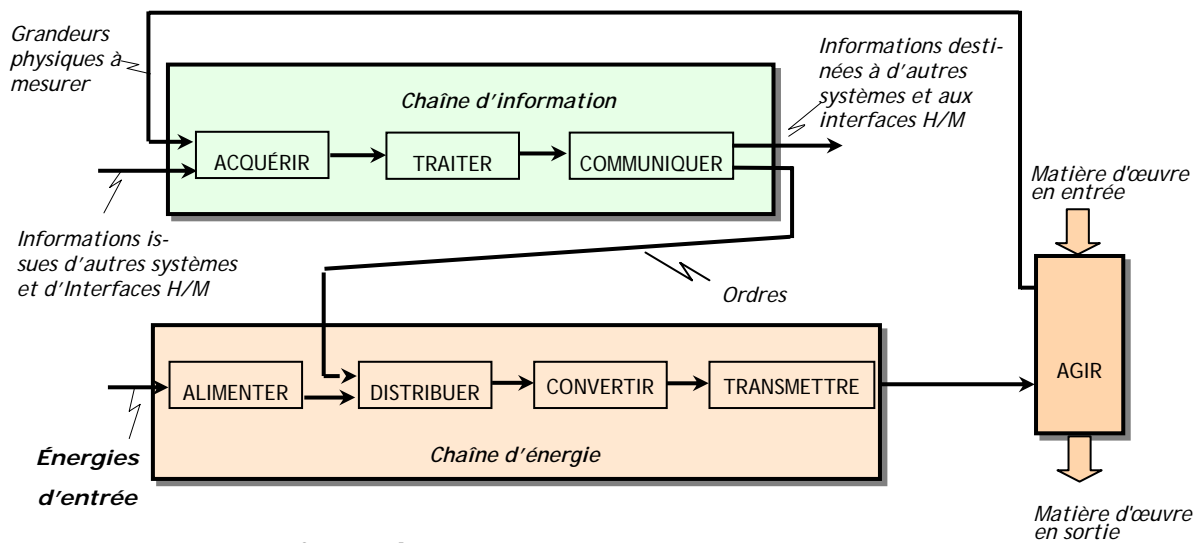 Grandeurs
physiques à
mesurer
Informations desti-
nées à d'autres
systèmes et aux
interfaces H/M
Chaîne d'information
ACQUÉRIR
TRAITER
COMMUNIQUER
Matière d'œuvre
en entrée
Informations is-
sues d'autres systèmes
et d'Interfaces H/M
Ordres
ALIMENTER
DISTRIBUER
CONVERTIR
TRANSMETTRE
AGIR
Énergies
d'entrée
Chaîne d'énergie
Matière d'œuvre
en sortie